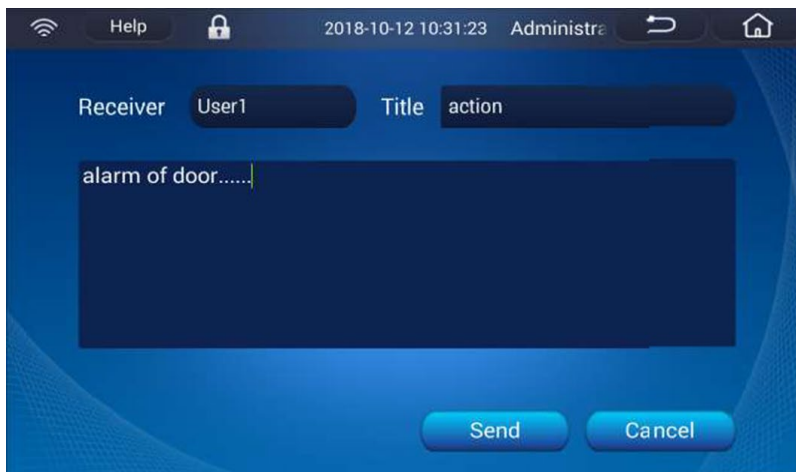 Help 2018-10-12 10:31:23 Administra
Receiver User1 Title action
alarm of door......
Send Cancel